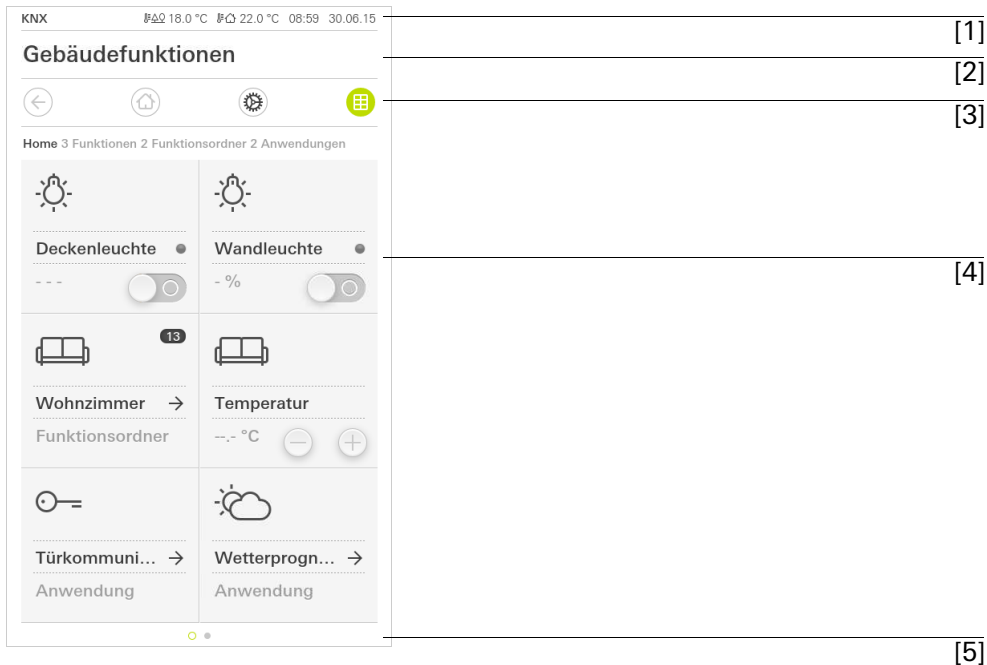 KNX 18.0 °C 22.0 °C 08:59 30.06.15
[1]
Gebäudefunktionen
[2]
[3]
Home 3 Funktionen 2 Funktionsordner 2 Anwendungen
Deckenleuchte Wandleuchte
[4]
- - - - %
13
Wohnzimmer → Temperatur
Funktionsordner --.- °C
Türkommuni... → Wetterprogn... →
Anwendung Anwendung
[5]